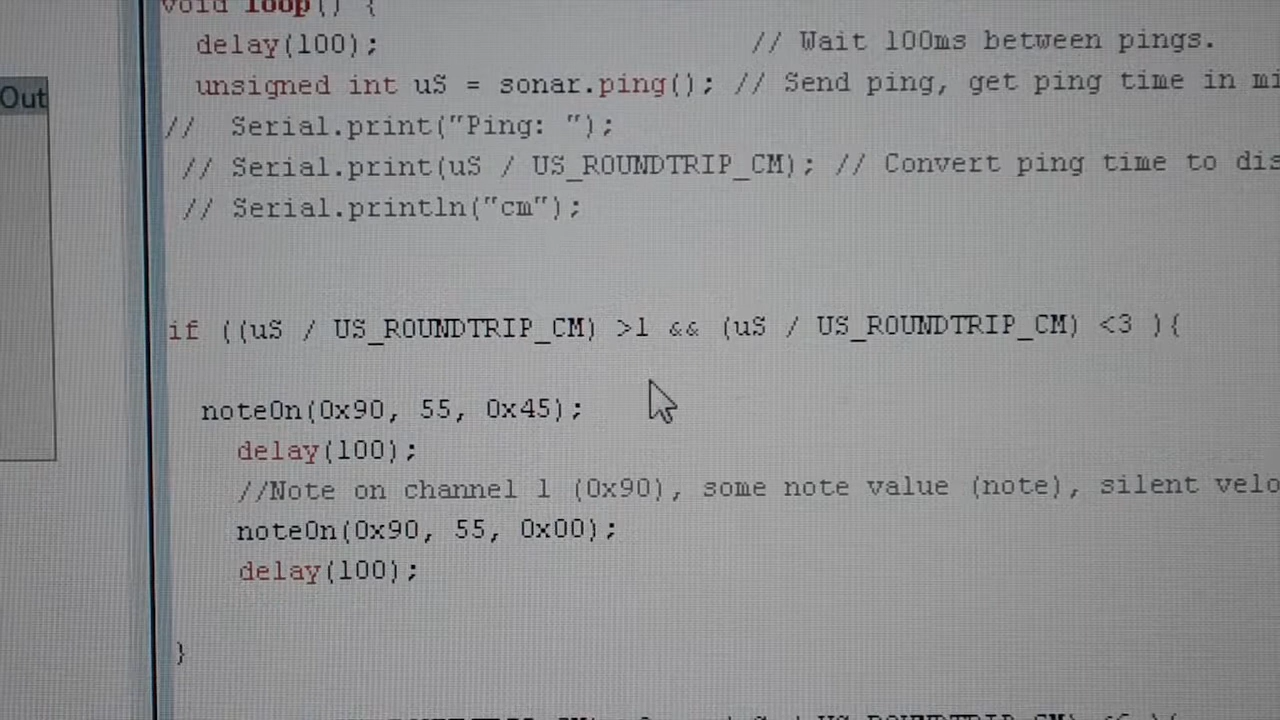 void loop() {
Out
delay(100); // Wait 100ms between pings.
unsigned int uS = sonar.ping(); // Send ping, get ping time in mi
// Serial.print("Ping: ");
// Serial.print(uS / US_ROUNDTRIP_CM); // Convert ping time to dis
// Serial.println("cm");
if ((uS / US_ROUNDTRIP_CM) >1 && (uS / US_ROUNDTRIP_CM) <3 ){
noteOn(0x90, 55, 0x45);
delay(100);
//Note on channel 1 (0x90), some note value (note), silent velo
noteOn(0x90, 55, 0x00);
delay(100);
}